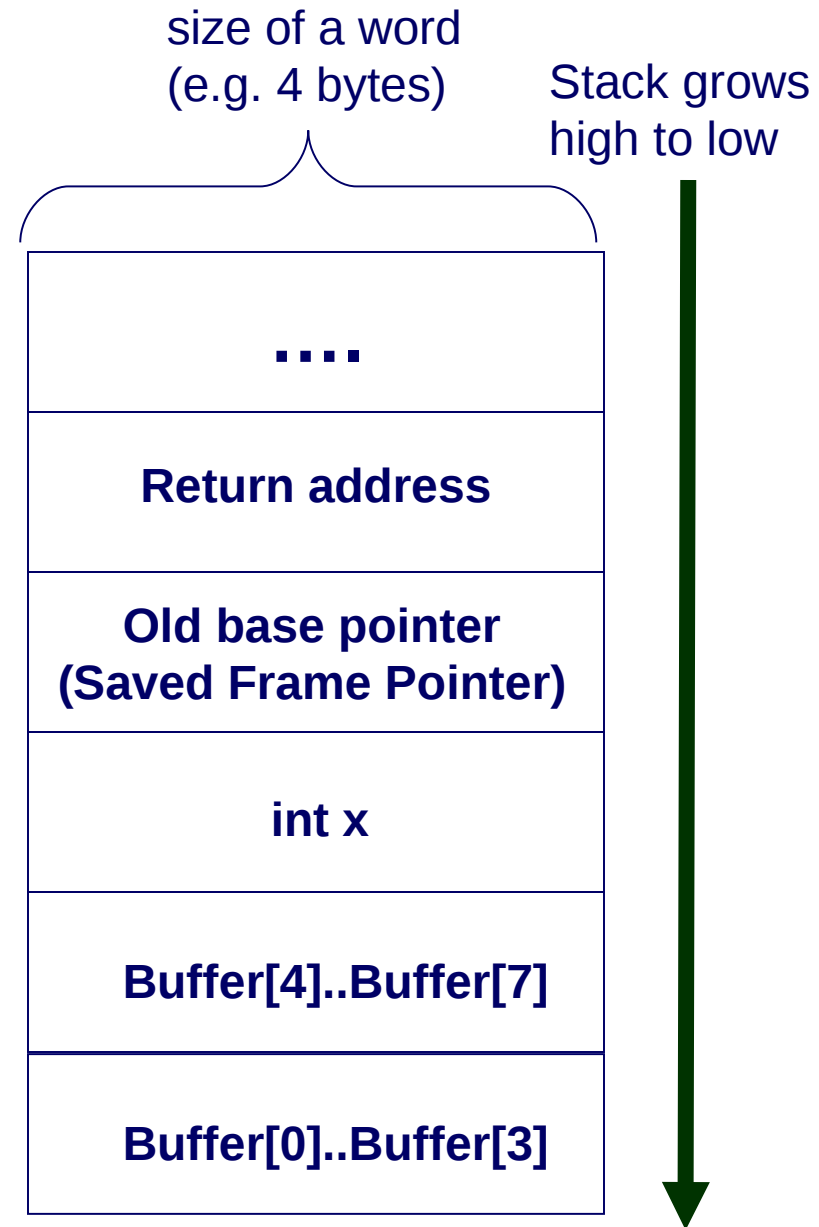 size of a word
(e.g. 4 bytes)
Stack grows
high to low
....
Return address
Old base pointer
(Saved Frame Pointer)
int x
Buffer[4]..Buffer[7]
Buffer[0]..Buffer[3]